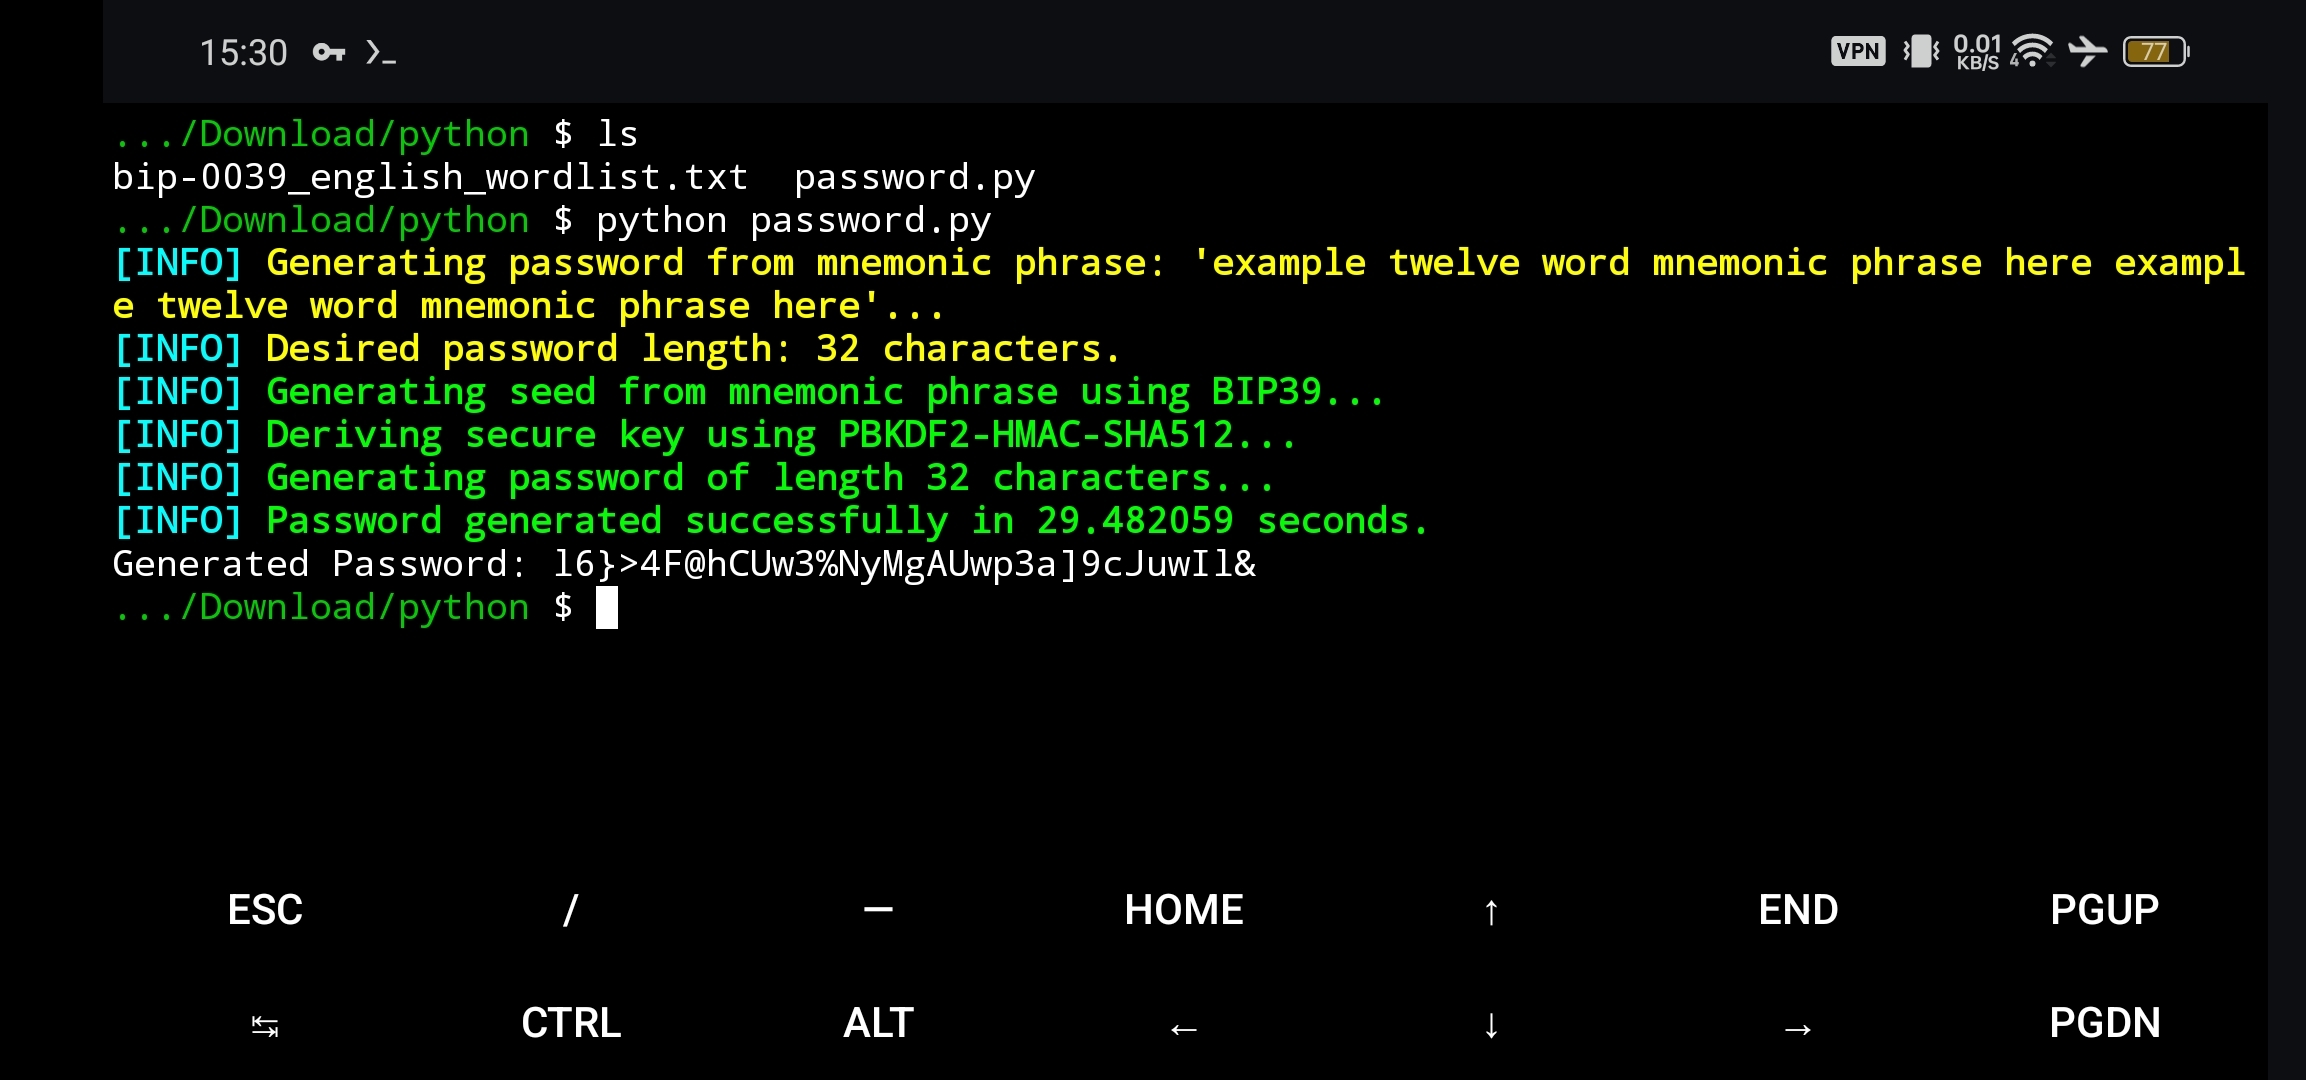 15:30 VPN 0.01 KB/S 4 77
.../Download/python $ ls
bip-0039_english_wordlist.txt  password.py
.../Download/python $ python password.py
[INFO] Generating password from mnemonic phrase: 'example twelve word mnemonic phrase here exampl
e twelve word mnemonic phrase here'...
[INFO] Desired password length: 32 characters.
[INFO] Generating seed from mnemonic phrase using BIP39...
[INFO] Deriving secure key using PBKDF2-HMAC-SHA512...
[INFO] Generating password of length 32 characters...
[INFO] Password generated successfully in 29.482059 seconds.
Generated Password: l6}>4F@hCUw3%NyMgAUwp3a]9cJuwIl&
.../Download/python $
ESC / — HOME ↑ END PGUP
↹ CTRL ALT ← ↓ → PGDN